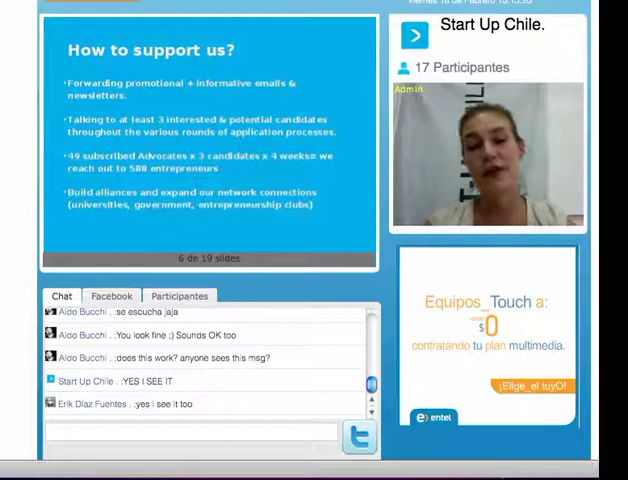 How to support us?
·Forwarding promotional + informative emails &
newsletters.
·Talking to at least 3 interested & potential candidates
throughout the various rounds of application processes.
·49 subscribed Advocates x 3 candidates x 4 weeks= we
reach out to 588 entrepreneurs
·Build alliances and expand our network connections
(universities, government, entrepreneurship clubs)
6 de 19 slides
Start Up Chile.
17 Participantes
Admin
Chat
Facebook
Participantes
Aldo Bucchi . :se escucha jaja
Aldo Bucchi . :You look fine ;) Sounds OK too
Aldo Bucchi . :does this work? anyone sees this msg?
Start Up Chile . :YES I SEE IT
Erik Díaz Fuentes . :yes i see it too
Equipos_Touch a:
$0
contratando tu plan multimedia.
¡Elige_el tuyO!
entel